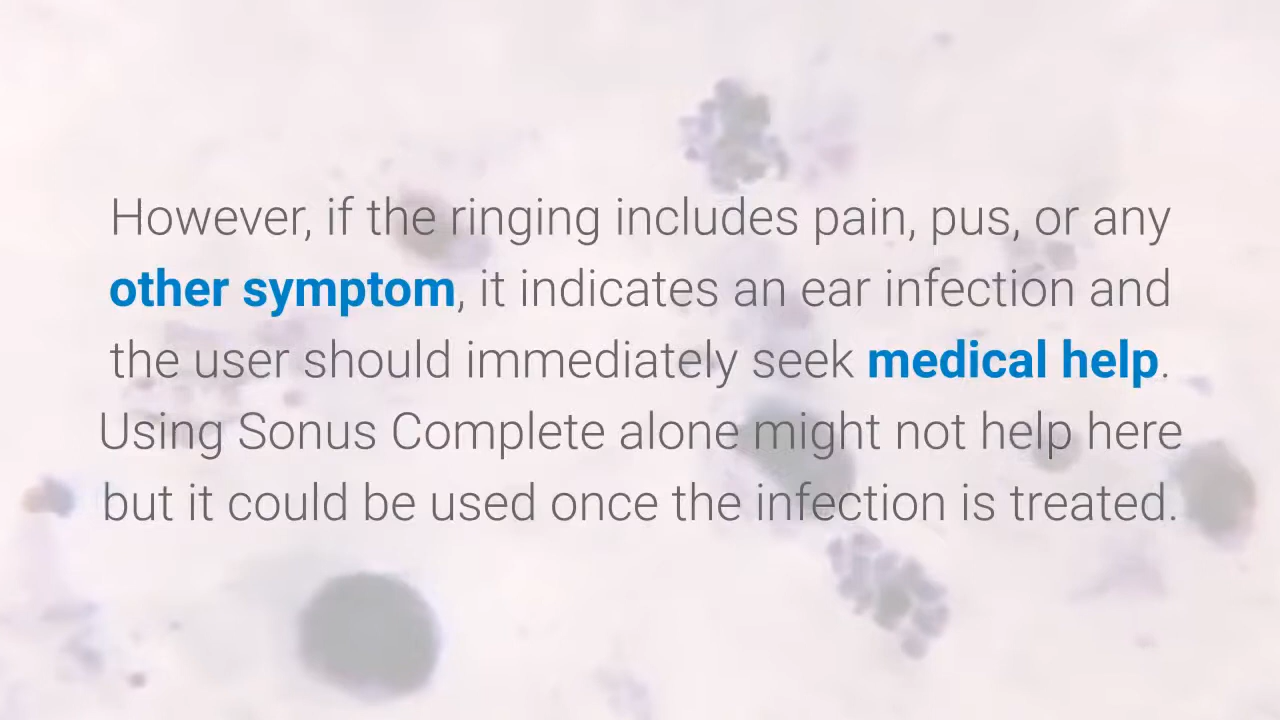 However, if the ringing includes pain, pus, or any
other symptom, it indicates an ear infection and
the user should immediately seek medical help.
Using Sonus Complete alone might not help here
but it could be used once the infection is treated.